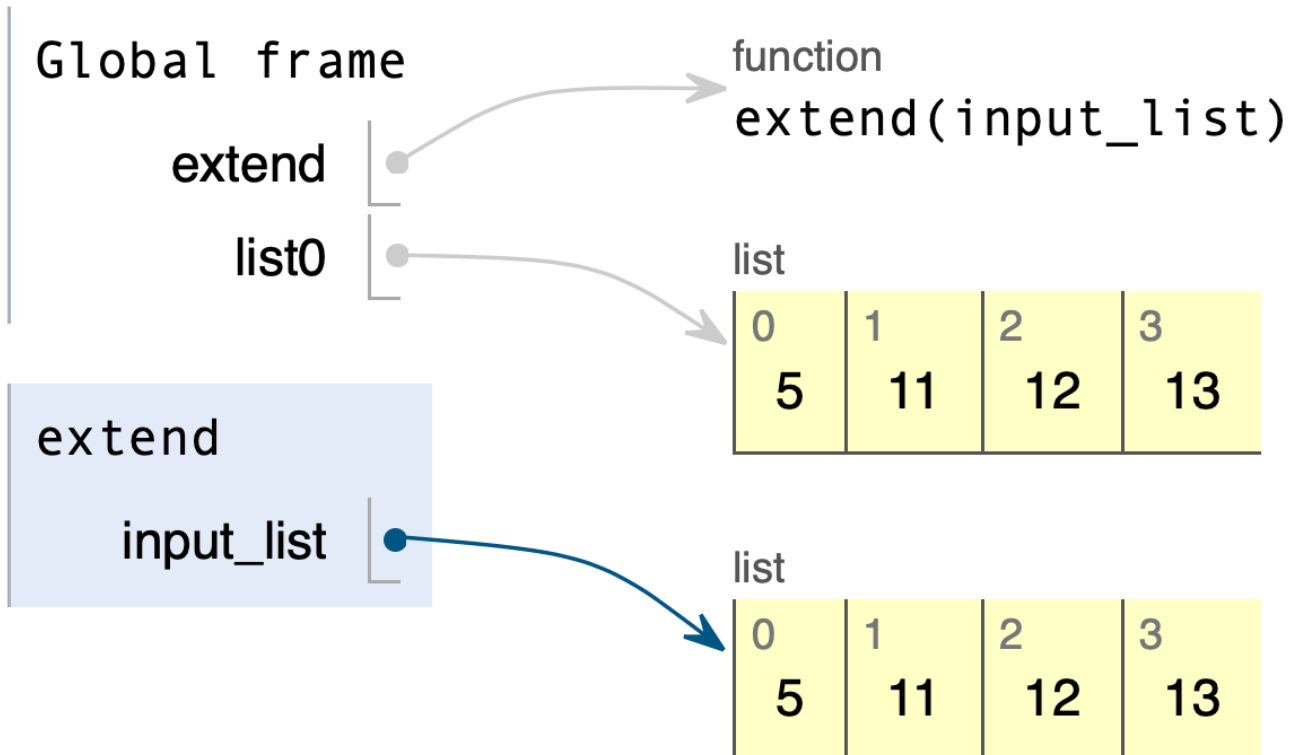 Global frame
extend
list0
function
extend(input_list)
list
0 1 2 3
5 11 12 13
extend
input_list
list
0 1 2 3
5 11 12 13